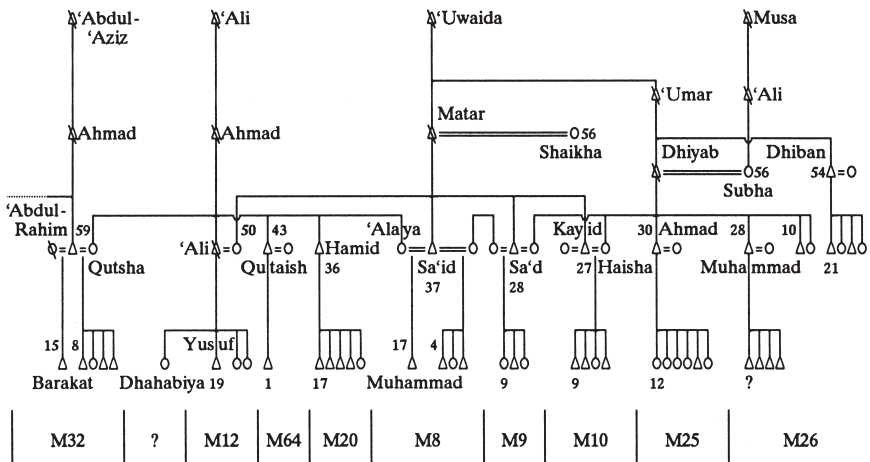 ‘Abdul- ‘Ali ‘Uwaida Musa
‘Aziz
‘Umar ‘Ali
Matar
Ahmad Ahmad 56 Dhiyab Dhiban
Shaikha 56 54
Subha
‘Abdul-
Rahim 59 50 43 ‘Alaya Kayid 30 Ahmad 28 10
‘Ali Hamid
Qutsha Qutaish 36 Sa‘id Sa‘d 27 Haisha Muhammad 21
37 28
15 8 Yusuf 17 4
Barakat Dhahabiya 19 1 17 Muhammad 9 9 12 ?
M32 ? M12 M64 M20 M8 M9 M10 M25 M26